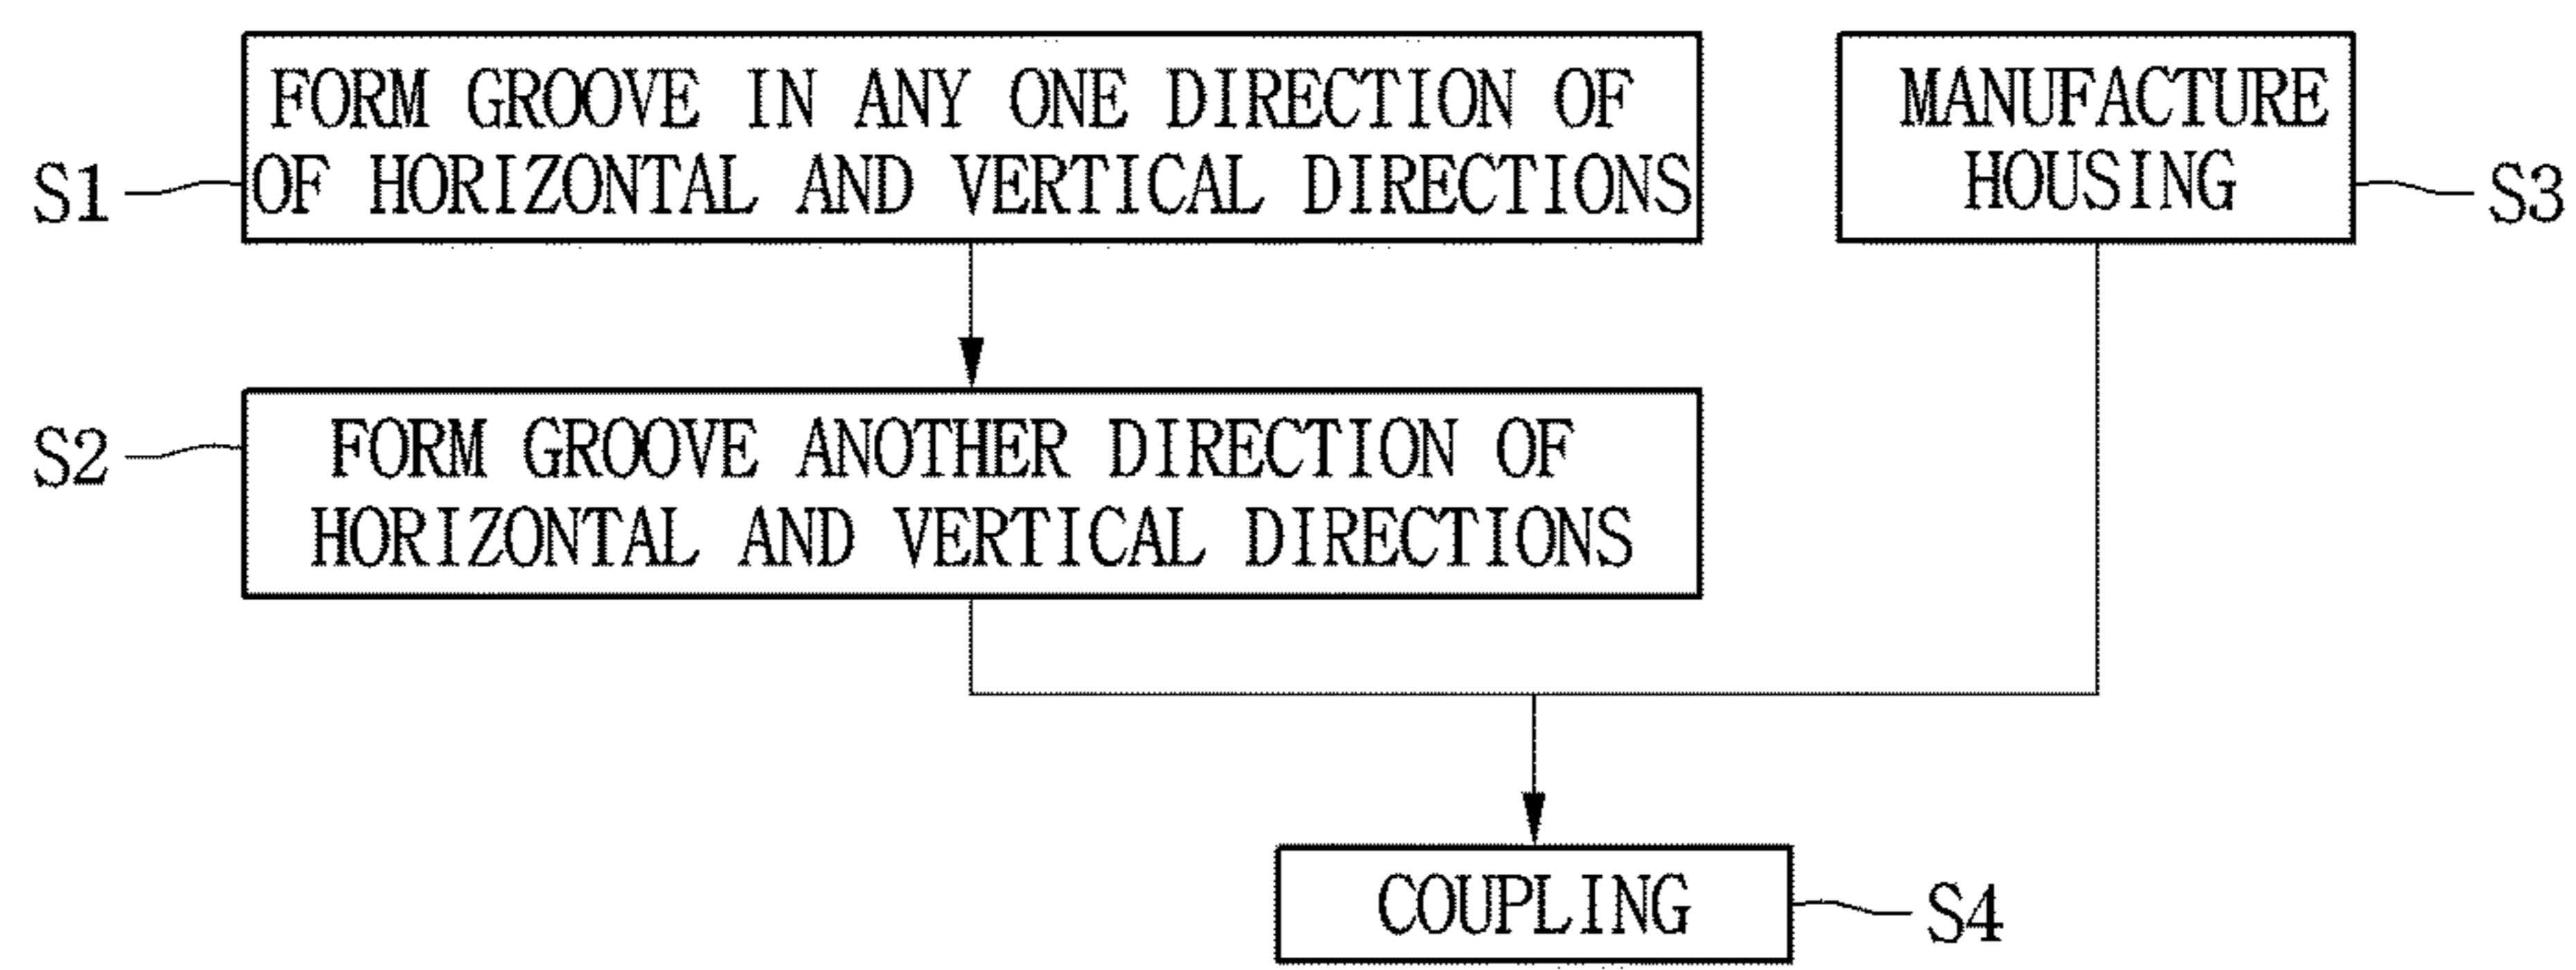 FORM GROOVE IN ANY ONE DIRECTION OF
OF HORIZONTAL AND VERTICAL DIRECTIONS
S1
MANUFACTURE
HOUSING
S3
FORM GROOVE ANOTHER DIRECTION OF
HORIZONTAL AND VERTICAL DIRECTIONS
S2
COUPLING
S4